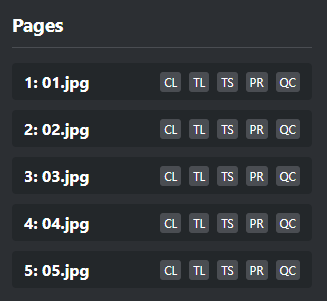 Pages
1: 01.jpg CL TL TS PR QC
2: 02.jpg CL TL TS PR QC
3: 03.jpg CL TL TS PR QC
4: 04.jpg CL TL TS PR QC
5: 05.jpg CL TL TS PR QC